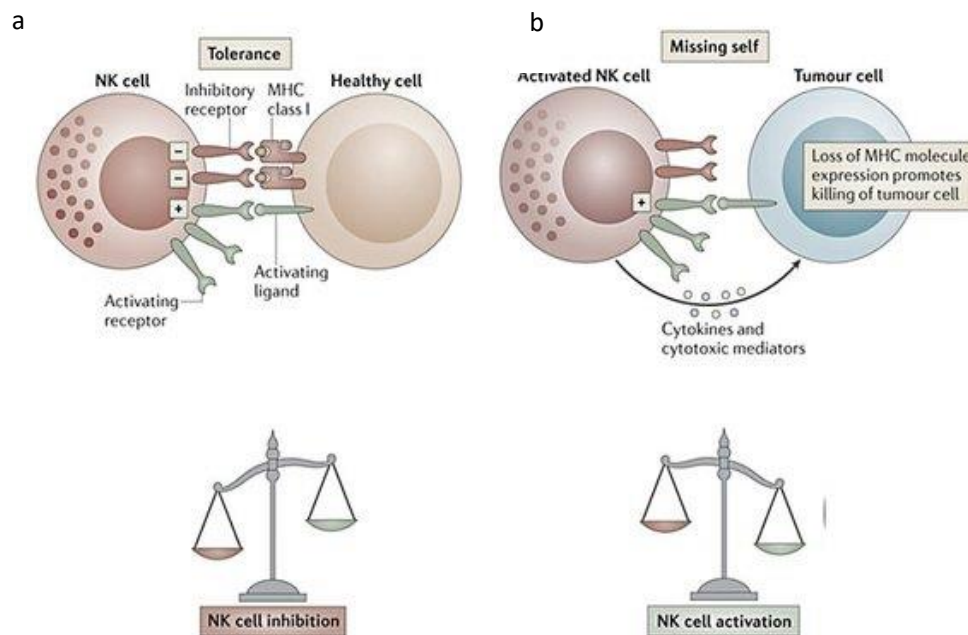 a
Tolerance
NK cell
Inhibitory
receptor
MHC
class I
Healthy cell
−
−
+
Activating
receptor
Activating
ligand
NK cell inhibition
b
Missing self
Activated NK cell
Tumour cell
+
Loss of MHC molecule
expression promotes
killing of tumour cell
Cytokines and
cytotoxic mediators
NK cell activation